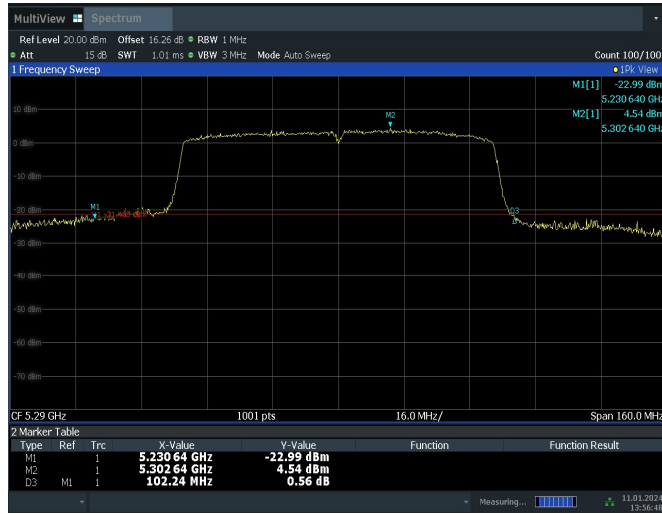 MultiView Spectrum
Ref Level 20.00 dBm Offset 16.26 dB RBW 1 MHz
Att 15 dB SWT 1.01 ms VBW 3 MHz Mode Auto Sweep Count 100/100
1 Frequency Sweep 1Pk View
M1[1] -22.99 dBm
5.230 640 GHz
M2[1] 4.54 dBm
5.302 640 GHz
10 dBm
M2
0 dBm
-10 dBm
-20 dBm
M1
D3
-30 dBm
-40 dBm
-50 dBm
-60 dBm
-70 dBm
CF 5.29 GHz 1001 pts 16.0 MHz/ Span 160.0 MHz
2 Marker Table
Type Ref Trc X-Value Y-Value Function Function Result
M1 1 5.230 64 GHz -22.99 dBm
M2 1 5.302 64 GHz 4.54 dBm
D3 M1 1 102.24 MHz 0.56 dB
Measuring... 11.01.2024
13:56:48